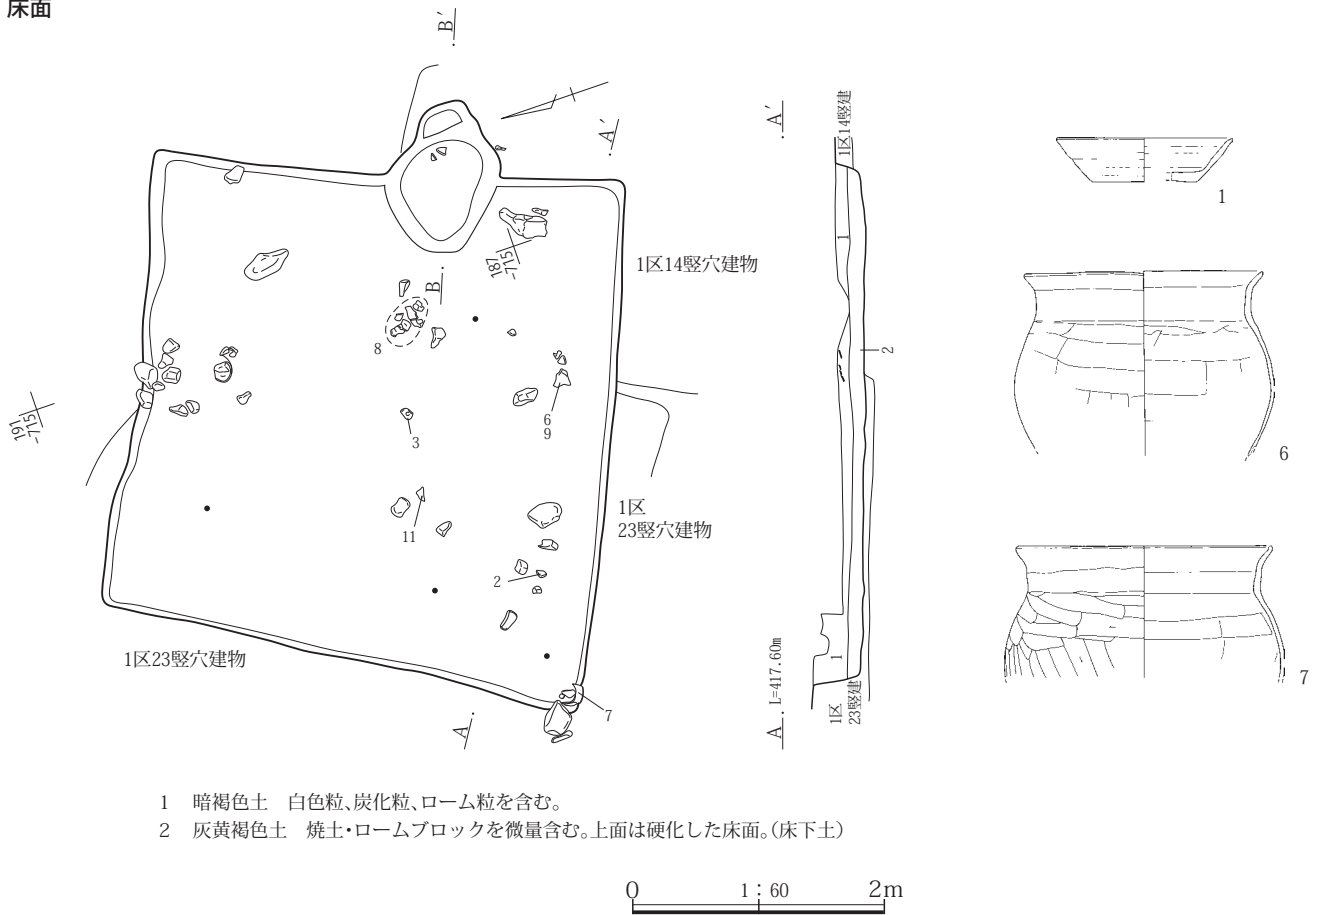 床面
B′
A′
A′
1区14竪建
1
1区14竪穴建物
187
-715
B
1
8
2
6
191
-715
6
9
3
1区
23竪穴建物
11
2
1区23竪穴建物
7
A
A
L=417.60m
1
1区
23竪建
7
1 暗褐色土 白色粒、炭化粒、ローム粒を含む。
2 灰黄褐色土 焼土・ロームブロックを微量含む。上面は硬化した床面。(床下土)
0 1：60 2m